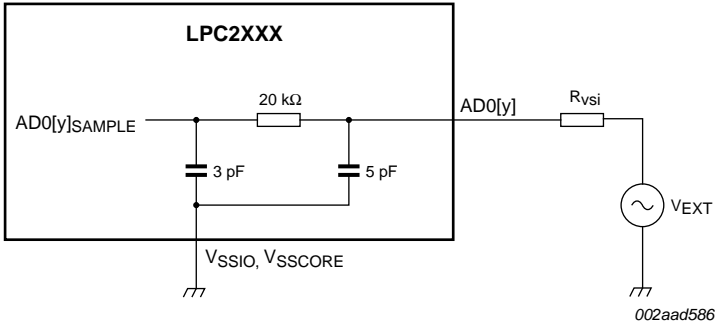 LPC2XXX
20 kΩ
AD0[y]
Rvsi
AD0[y]SAMPLE
3 pF
5 pF
VEXT
VSSIO, VSSCORE
002aad586